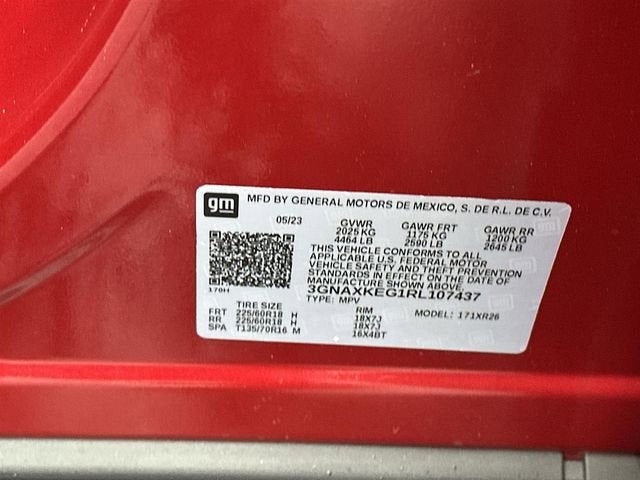 gm MFD BY GENERAL MOTORS DE MEXICO, S. DE R.L. DE C.V.
05/23 GVWR GAWR FRT GAWR RR
2025 KG 1175 KG 1200 KG
4464 LB 2590 LB 2645 LB
THIS VEHICLE CONFORMS TO ALL
APPLICABLE U.S. FEDERAL MOTOR
VEHICLE SAFETY AND THEFT PREVENTION
STANDARDS IN EFFECT ON THE DATE OF
MANUFACTURE SHOWN ABOVE.
170H 3GNAXKEG1RL107437
TYPE: MPV
TIRE SIZE RIM MODEL: 171XR26
FRT 225/60R18 H 18X7J
RR 225/60R18 H 18X7J
SPA T135/70R16 M 16X4BT